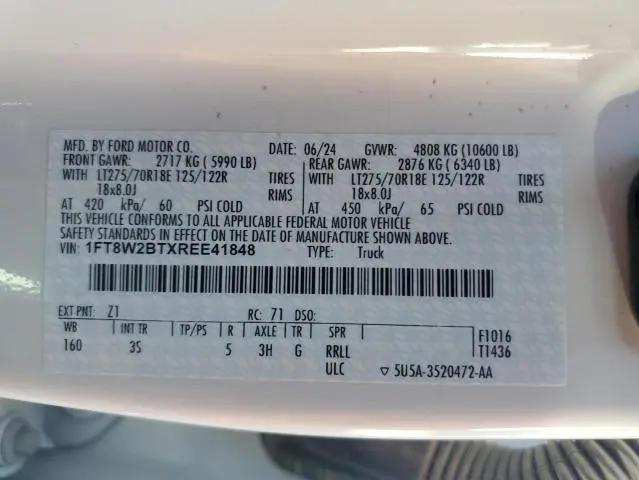 MFD. BY FORD MOTOR CO. DATE: 06/24 GVWR: 4808 KG (10600 LB)
FRONT GAWR: 2717 KG ( 5990 LB) REAR GAWR: 2876 KG ( 6340 LB)
WITH LT275/70R18E 125/122R TIRES WITH LT275/70R18E 125/122R TIRES
18x8.0J RIMS 18x8.0J RIMS
AT 420 kPa/ 60 PSI COLD AT 450 kPa/ 65 PSI COLD
THIS VEHICLE CONFORMS TO ALL APPLICABLE FEDERAL MOTOR VEHICLE
SAFETY STANDARDS IN EFFECT ON THE DATE OF MANUFACTURE SHOWN ABOVE.
VIN: 1FT8W2BTXREE41848 TYPE: Truck
EXT PNT: Z1 RC: 71 DSO:
WB INT TR TP/PS R AXLE TR SPR F1016
160 3S 5 3H G RRLL T1436
ULC ▽ 5U5A-3520472-AA